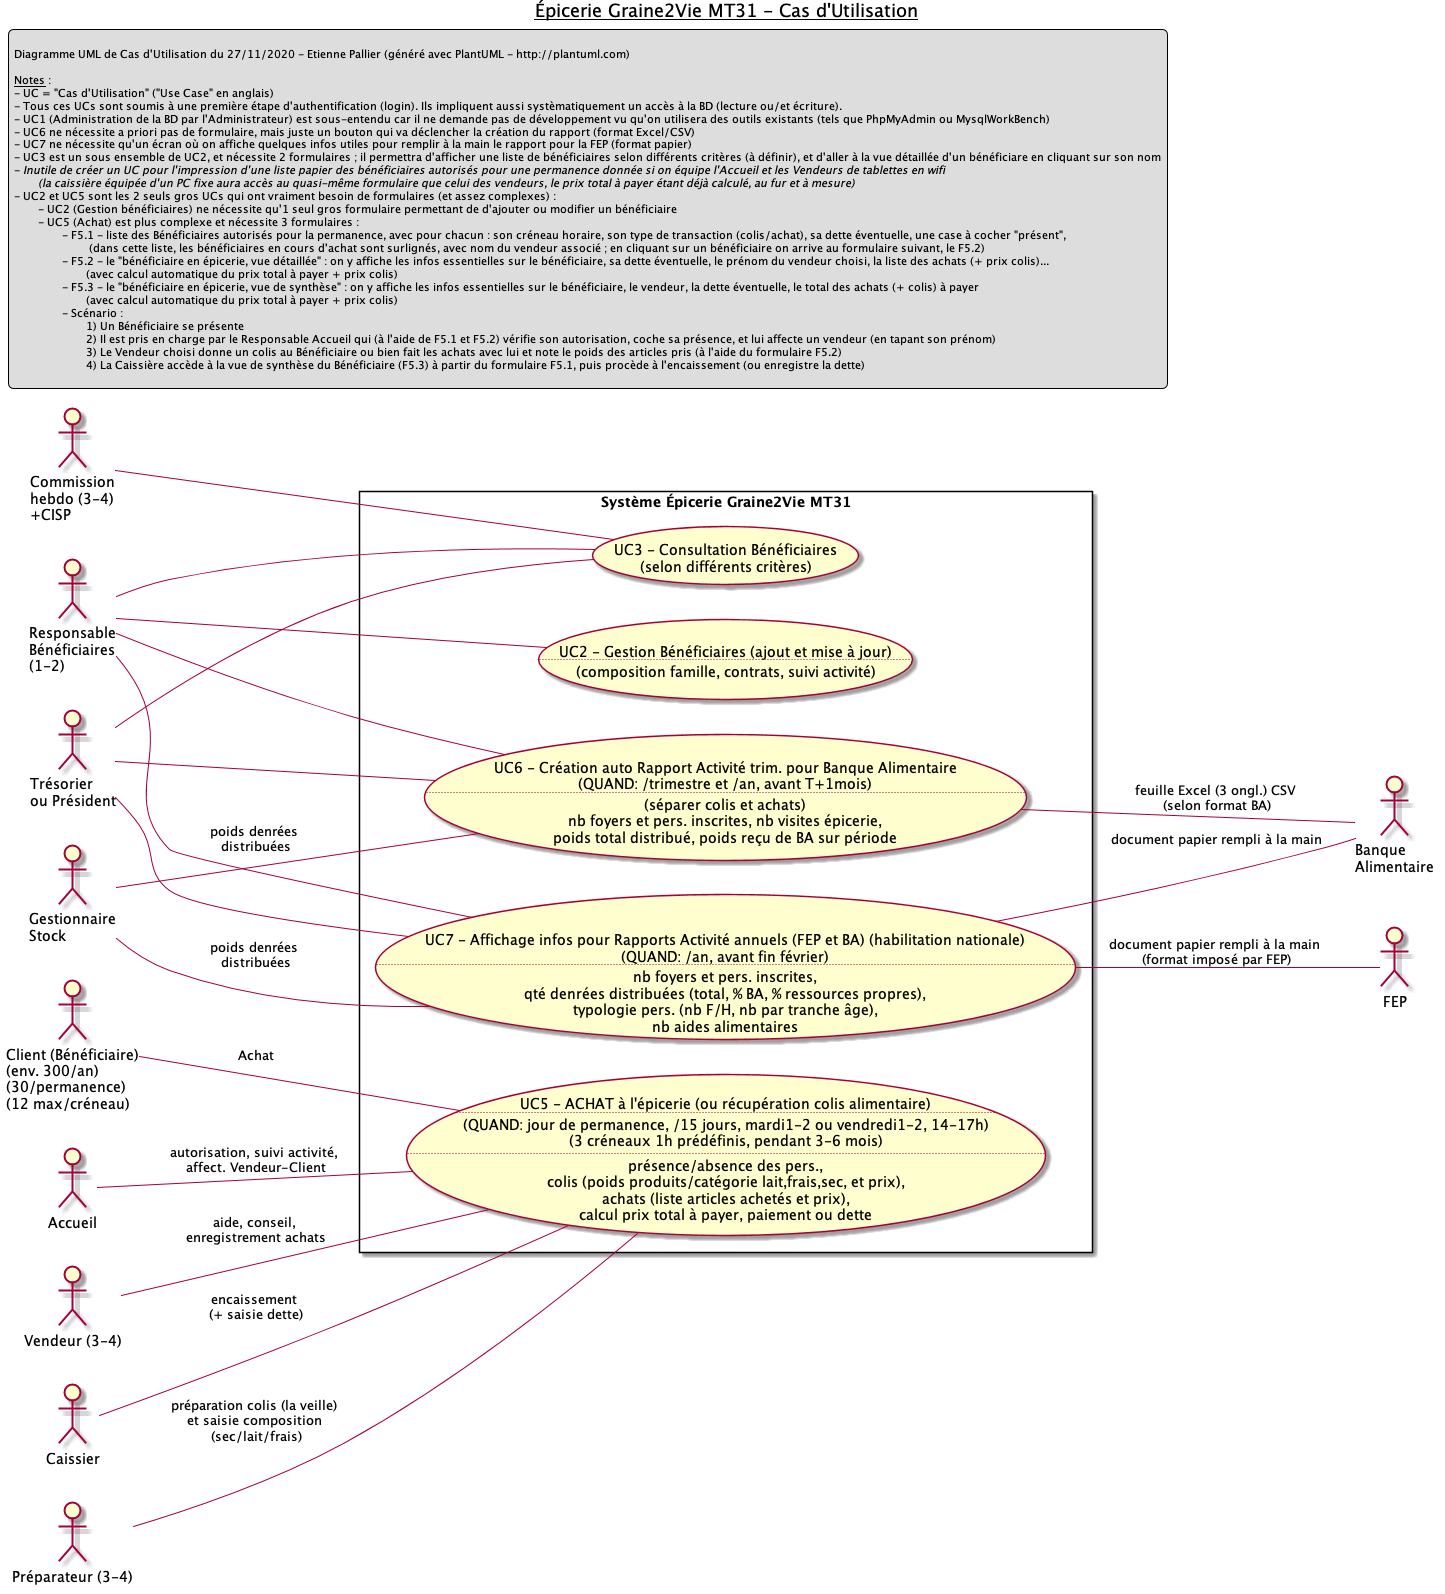 Épicerie Graine2Vie MT31 – Cas d'Utilisation
Diagramme UML de Cas d'Utilisation du 27/11/2020 – Etienne Pallier (généré avec PlantUML – http://plantuml.com)
Notes :
– UC = "Cas d'Utilisation" ("Use Case" en anglais)
– Tous ces UCs sont soumis à une première étape d'authentification (login). Ils impliquent aussi systèmatiquement un accès à la BD (lecture ou/et écriture).
– UC1 (Administration de la BD par l'Administrateur) est sous-entendu car il ne demande pas de développement vu qu'on utilisera des outils existants (tels que PhpMyAdmin ou MysqlWorkBench)
– UC6 ne nécessite a priori pas de formulaire, mais juste un bouton qui va déclencher la création du rapport (format Excel/CSV)
– UC7 ne nécessite qu'un écran où on affiche quelques infos utiles pour remplir à la main le rapport pour la FEP (format papier)
– UC3 est un sous ensemble de UC2, et nécessite 2 formulaires ; il permettra d'afficher une liste de bénéficiaires selon différents critères (à définir), et d'aller à la vue détaillée d'un bénéficiaire en cliquant sur son nom
– Inutile de créer un UC pour l'impression d'une liste papier des bénéficiaires autorisés pour une permanence donnée si on équipe l'Accueil et les Vendeurs de tablettes en wifi
(la caissière équipée d'un PC fixe aura accès au quasi-même formulaire que celui des vendeurs, le prix total à payer étant déjà calculé, au fur et à mesure)
– UC2 et UC5 sont les 2 seuls gros UCs qui ont vraiment besoin de formulaires (et assez complexes) :
– UC2 (Gestion bénéficiaires) ne nécessite qu'1 seul gros formulaire permettant de d'ajouter ou modifier un bénéficiaire
– UC5 (Achat) est plus complexe et nécessite 3 formulaires :
– F5.1 – liste des Bénéficiaires autorisés pour la permanence, avec pour chacun : son créneau horaire, son type de transaction (colis/achat), sa dette éventuelle, une case à cocher "présent",
(dans cette liste, les bénéficiaires en cours d'achat sont surlignés, avec nom du vendeur associé ; en cliquant sur un bénéficiaire on arrive au formulaire suivant, le F5.2)
– F5.2 – le "bénéficiaire en épicerie, vue détaillée" : on y affiche les infos essentielles sur le bénéficiaire, sa dette éventuelle, le prénom du vendeur choisi, la liste des achats (+ prix colis)...
(avec calcul automatique du prix total à payer + prix colis)
– F5.3 – le "bénéficiaire en épicerie, vue de synthèse" : on y affiche les infos essentielles sur le bénéficiaire, le vendeur, la dette éventuelle, le total des achats (+ colis) à payer
(avec calcul automatique du prix total à payer + prix colis)
– Scénario :
1) Un Bénéficiaire se présente
2) Il est pris en charge par le Responsable Accueil qui (à l'aide de F5.1 et F5.2) vérifie son autorisation, coche sa présence, et lui affecte un vendeur (en tapant son prénom)
3) Le Vendeur choisi donne un colis au Bénéficiaire ou bien fait les achats avec lui et note le poids des articles pris (à l'aide du formulaire F5.2)
4) La Caissière accède à la vue de synthèse du Bénéficiaire (F5.3) à partir du formulaire F5.1, puis procède à l'encaissement (ou enregistre la dette)
Commission
hebdo (3–4)
+CISP
Responsable
Bénéficiaires
(1–2)
Trésorier
ou Président
Gestionnaire
Stock
Client (Bénéficiaire)
(env. 300/an)
(30/permanence)
(12 max/créneau)
Accueil
Vendeur (3–4)
Caissier
Préparateur (3–4)
poids denrées
distribuées
poids denrées
distribuées
Achat
autorisation, suivi activité,
affect. Vendeur–Client
aide, conseil,
enregistrement achats
encaissement
(+ saisie dette)
préparation colis (la veille)
et saisie composition
(sec/lait/frais)
Système Épicerie Graine2Vie MT31
UC3 – Consultation Bénéficiaires
(selon différents critères)
UC2 – Gestion Bénéficiaires (ajout et mise à jour)
(composition famille, contrats, suivi activité)
UC6 – Création auto Rapport Activité trim. pour Banque Alimentaire
(QUAND: /trimestre et /an, avant T+1mois)
(séparer colis et achats)
nb foyers et pers. inscrites, nb visites épicerie,
poids total distribué, poids reçu de BA sur période
UC7 – Affichage infos pour Rapports Activité annuels (FEP et BA) (habilitation nationale)
(QUAND: /an, avant fin février)
nb foyers et pers. inscrites,
qté denrées distribuées (total, % BA, % ressources propres),
typologie pers. (nb F/H, nb par tranche âge),
nb aides alimentaires
UC5 – ACHAT à l'épicerie (ou récupération colis alimentaire)
(QUAND: jour de permanence, /15 jours, mardi1–2 ou vendredi1–2, 14–17h)
(3 créneaux 1h prédéfinis, pendant 3–6 mois)
présence/absence des pers.,
colis (poids produits/catégorie lait,frais,sec, et prix),
achats (liste articles achetés et prix),
calcul prix total à payer, paiement ou dette
feuille Excel (3 ongl.) CSV
(selon format BA)
document papier rempli à la main
document papier rempli à la main
(format imposé par FEP)
Banque
Alimentaire
FEP